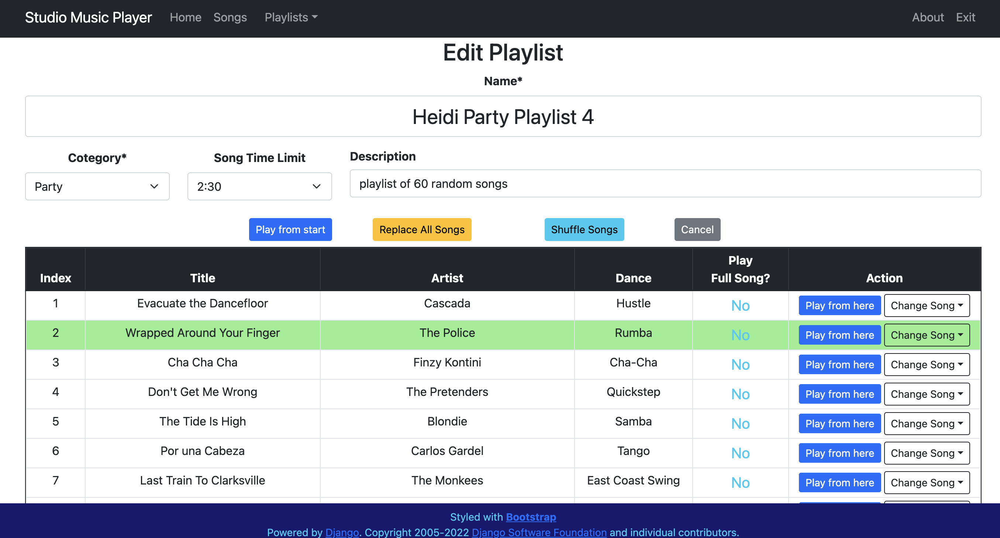 Studio Music Player Home Songs Playlists About Exit
Edit Playlist
Name*
Heidi Party Playlist 4
Cotegory* Song Time Limit Description
Party 2:30 playlist of 60 random songs
Play from start Replace All Songs Shuffle Songs Cancel
Index Title Artist Dance Play Full Song? Action
1 Evacuate the Dancefloor Cascada Hustle No Play from here Change Song
2 Wrapped Around Your Finger The Police Rumba No Play from here Change Song
3 Cha Cha Cha Finzy Kontini Cha-Cha No Play from here Change Song
4 Don't Get Me Wrong The Pretenders Quickstep No Play from here Change Song
5 The Tide Is High Blondie Samba No Play from here Change Song
6 Por una Cabeza Carlos Gardel Tango No Play from here Change Song
7 Last Train To Clarksville The Monkees East Coast Swing No Play from here Change Song
Styled with Bootstrap
Powered by Django. Copyright 2005-2022 Django Software Foundation and individual contributors.